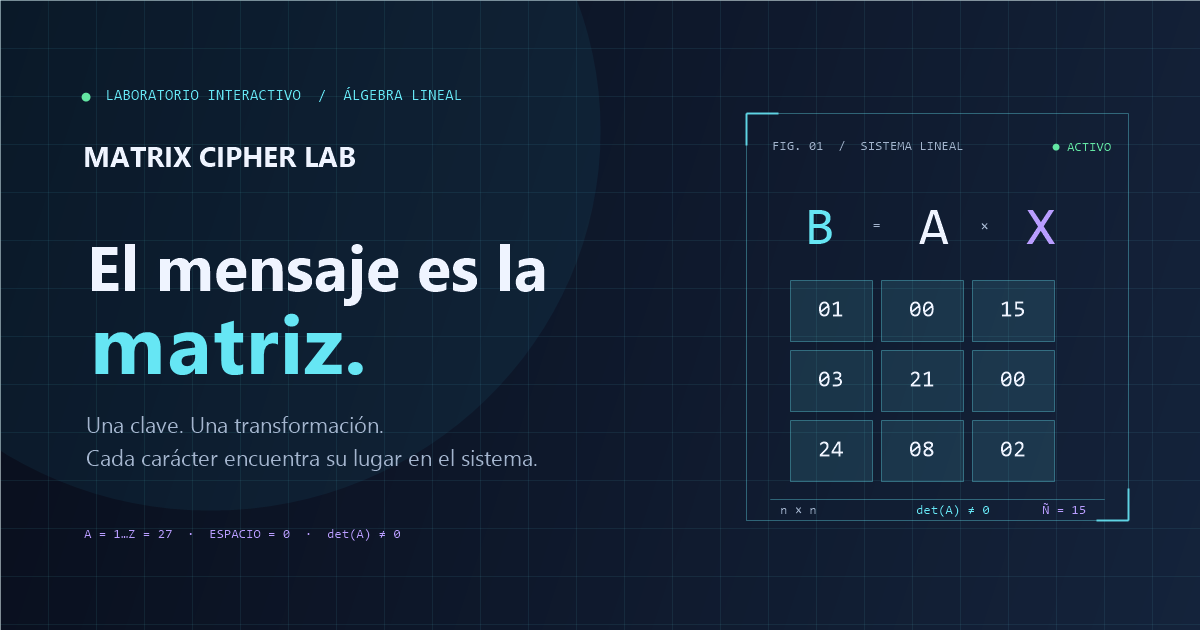 LABORATORIO INTERACTIVO / ÁLGEBRA LINEAL
MATRIX CIPHER LAB
El mensaje es la
matriz.
Una clave. Una transformación.
Cada carácter encuentra su lugar en el sistema.
A = 1…Z = 27 · ESPACIO = 0 · det(A) ≠ 0
FIG. 01 / SISTEMA LINEAL
ACTIVO
B = A × X
01 00 15
03 21 00
24 08 02
n × n det(A) ≠ 0 Ñ = 15